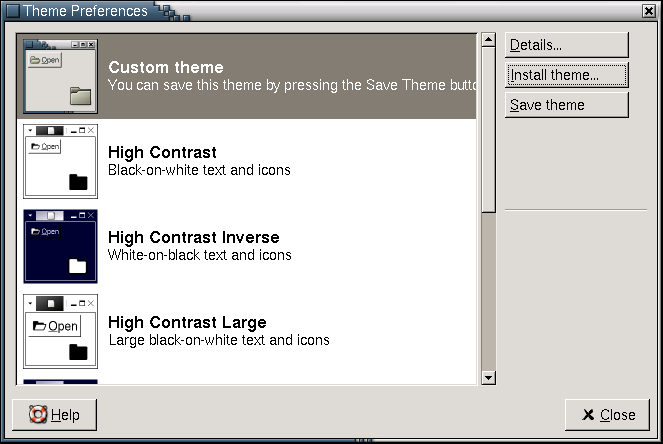 Theme Preferences
Open
Custom theme
You can save this theme by pressing the Save Theme butto
Open
High Contrast
Black-on-white text and icons
Open
High Contrast Inverse
White-on-black text and icons
Open
High Contrast Large
Large black-on-white text and icons
Details...
Install theme...
Save theme
Help
Close